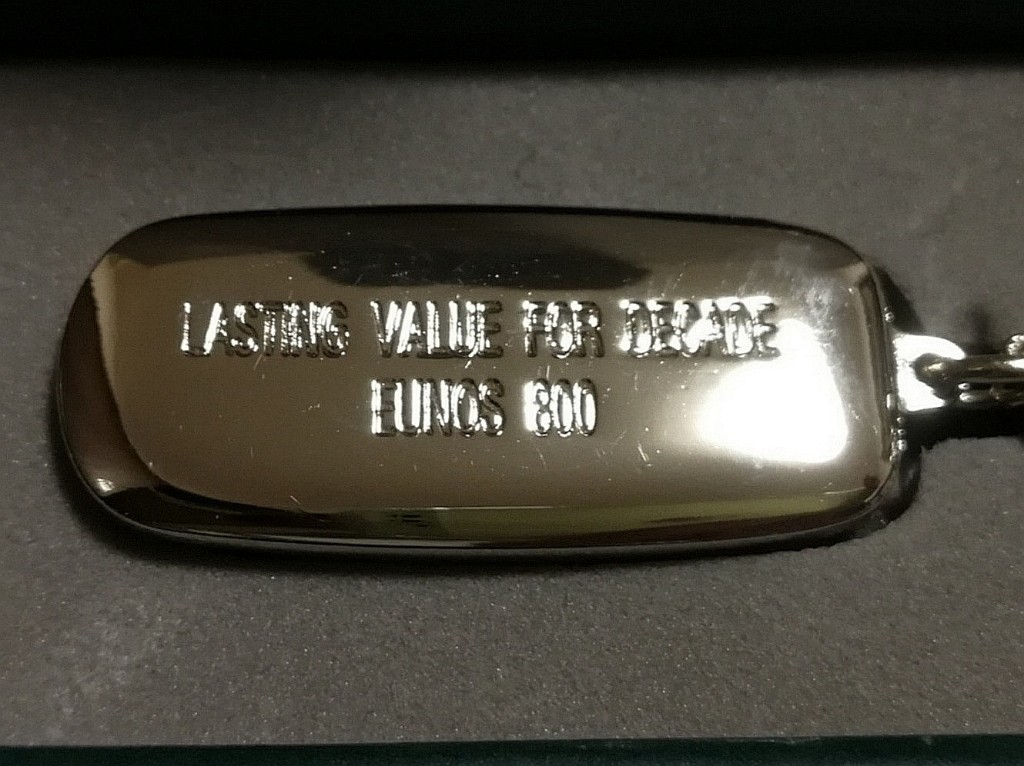 LASTING VALUE FOR DECADE
EUNOS 800